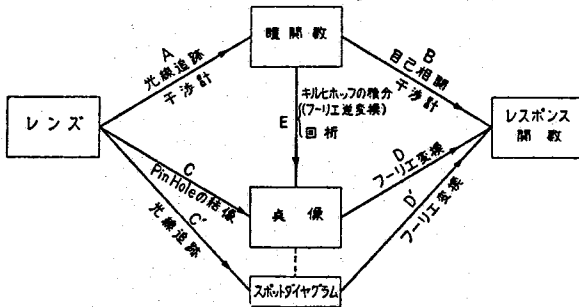 A
光線追跡
干渉計
瞳関数
B
自己相関
干渉計
レンズ
E
キルヒホッフの積分
(フーリエ逆変換)
回析
レスポンス
関数
C
Pin Holeの結像
C'
光線追跡
点像
D
フーリエ変換
D'
フーリエ変換
スポットダイヤグラム